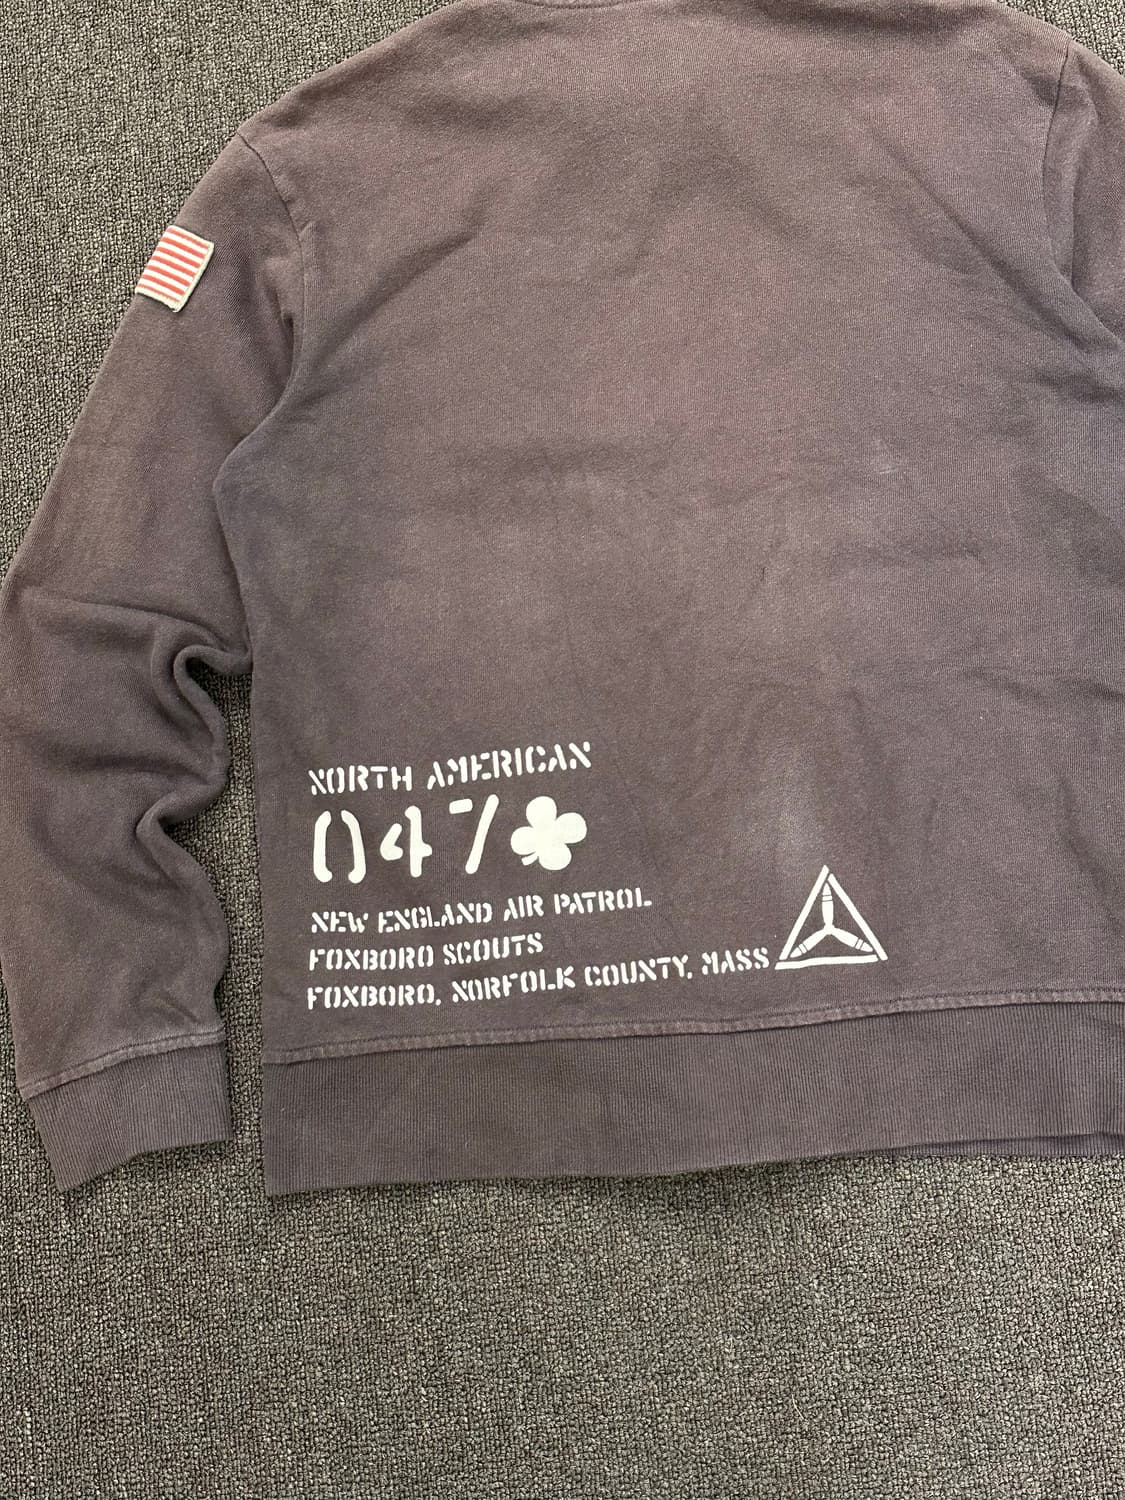 NORTH AMERICAN
047
NEW ENGLAND AIR PATROL
FOXBORO SCOUTS
FOXBORO, NORFOLK COUNTY, MASS